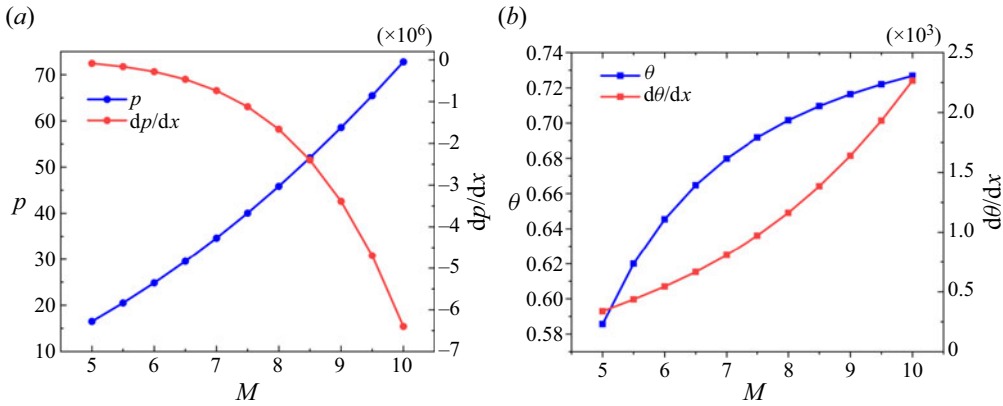 (a)
(×10⁶)
70
60
50
40
30
20
10
p
p
dp/dx
0
−1
−2
−3
−4
−5
−6
−7
dp/dx
5 6 7 8 9 10
M
(b)
(×10³)
0.74
0.72
0.70
0.68
0.66
0.64
0.62
0.60
0.58
θ
θ
dθ/dx
2.5
2.0
1.5
1.0
0.5
0
dθ/dx
5 6 7 8 9 10
M